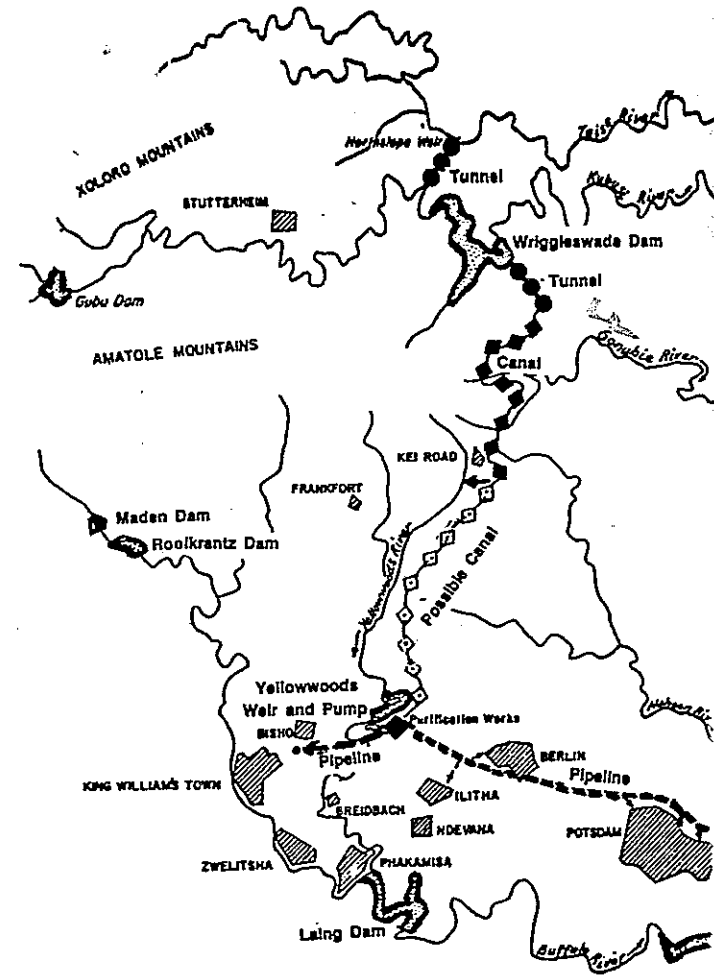 XOLORO MOUNTAINS
Tunnel
STUTTERHEIM
Kubusi River
Wriggleswade Dam
Gubu Dam
Tunnel
AMATOLE MOUNTAINS
Canal
River
KEI ROAD
FRANKFORT
Maden Dam
Rooikrantz Dam
Yellowwoods River
Possible Canal
Yellowwoods
Weir and Pump
Purification Works
BISHO
Pipeline
BERLIN
Pipeline
KING WILLIAM'S TOWN
ILITHA
BREIDBACH
NDEVANA
POTSDAM
ZWELITSHA
PHAKAMISA
Laing Dam
Buffalo River